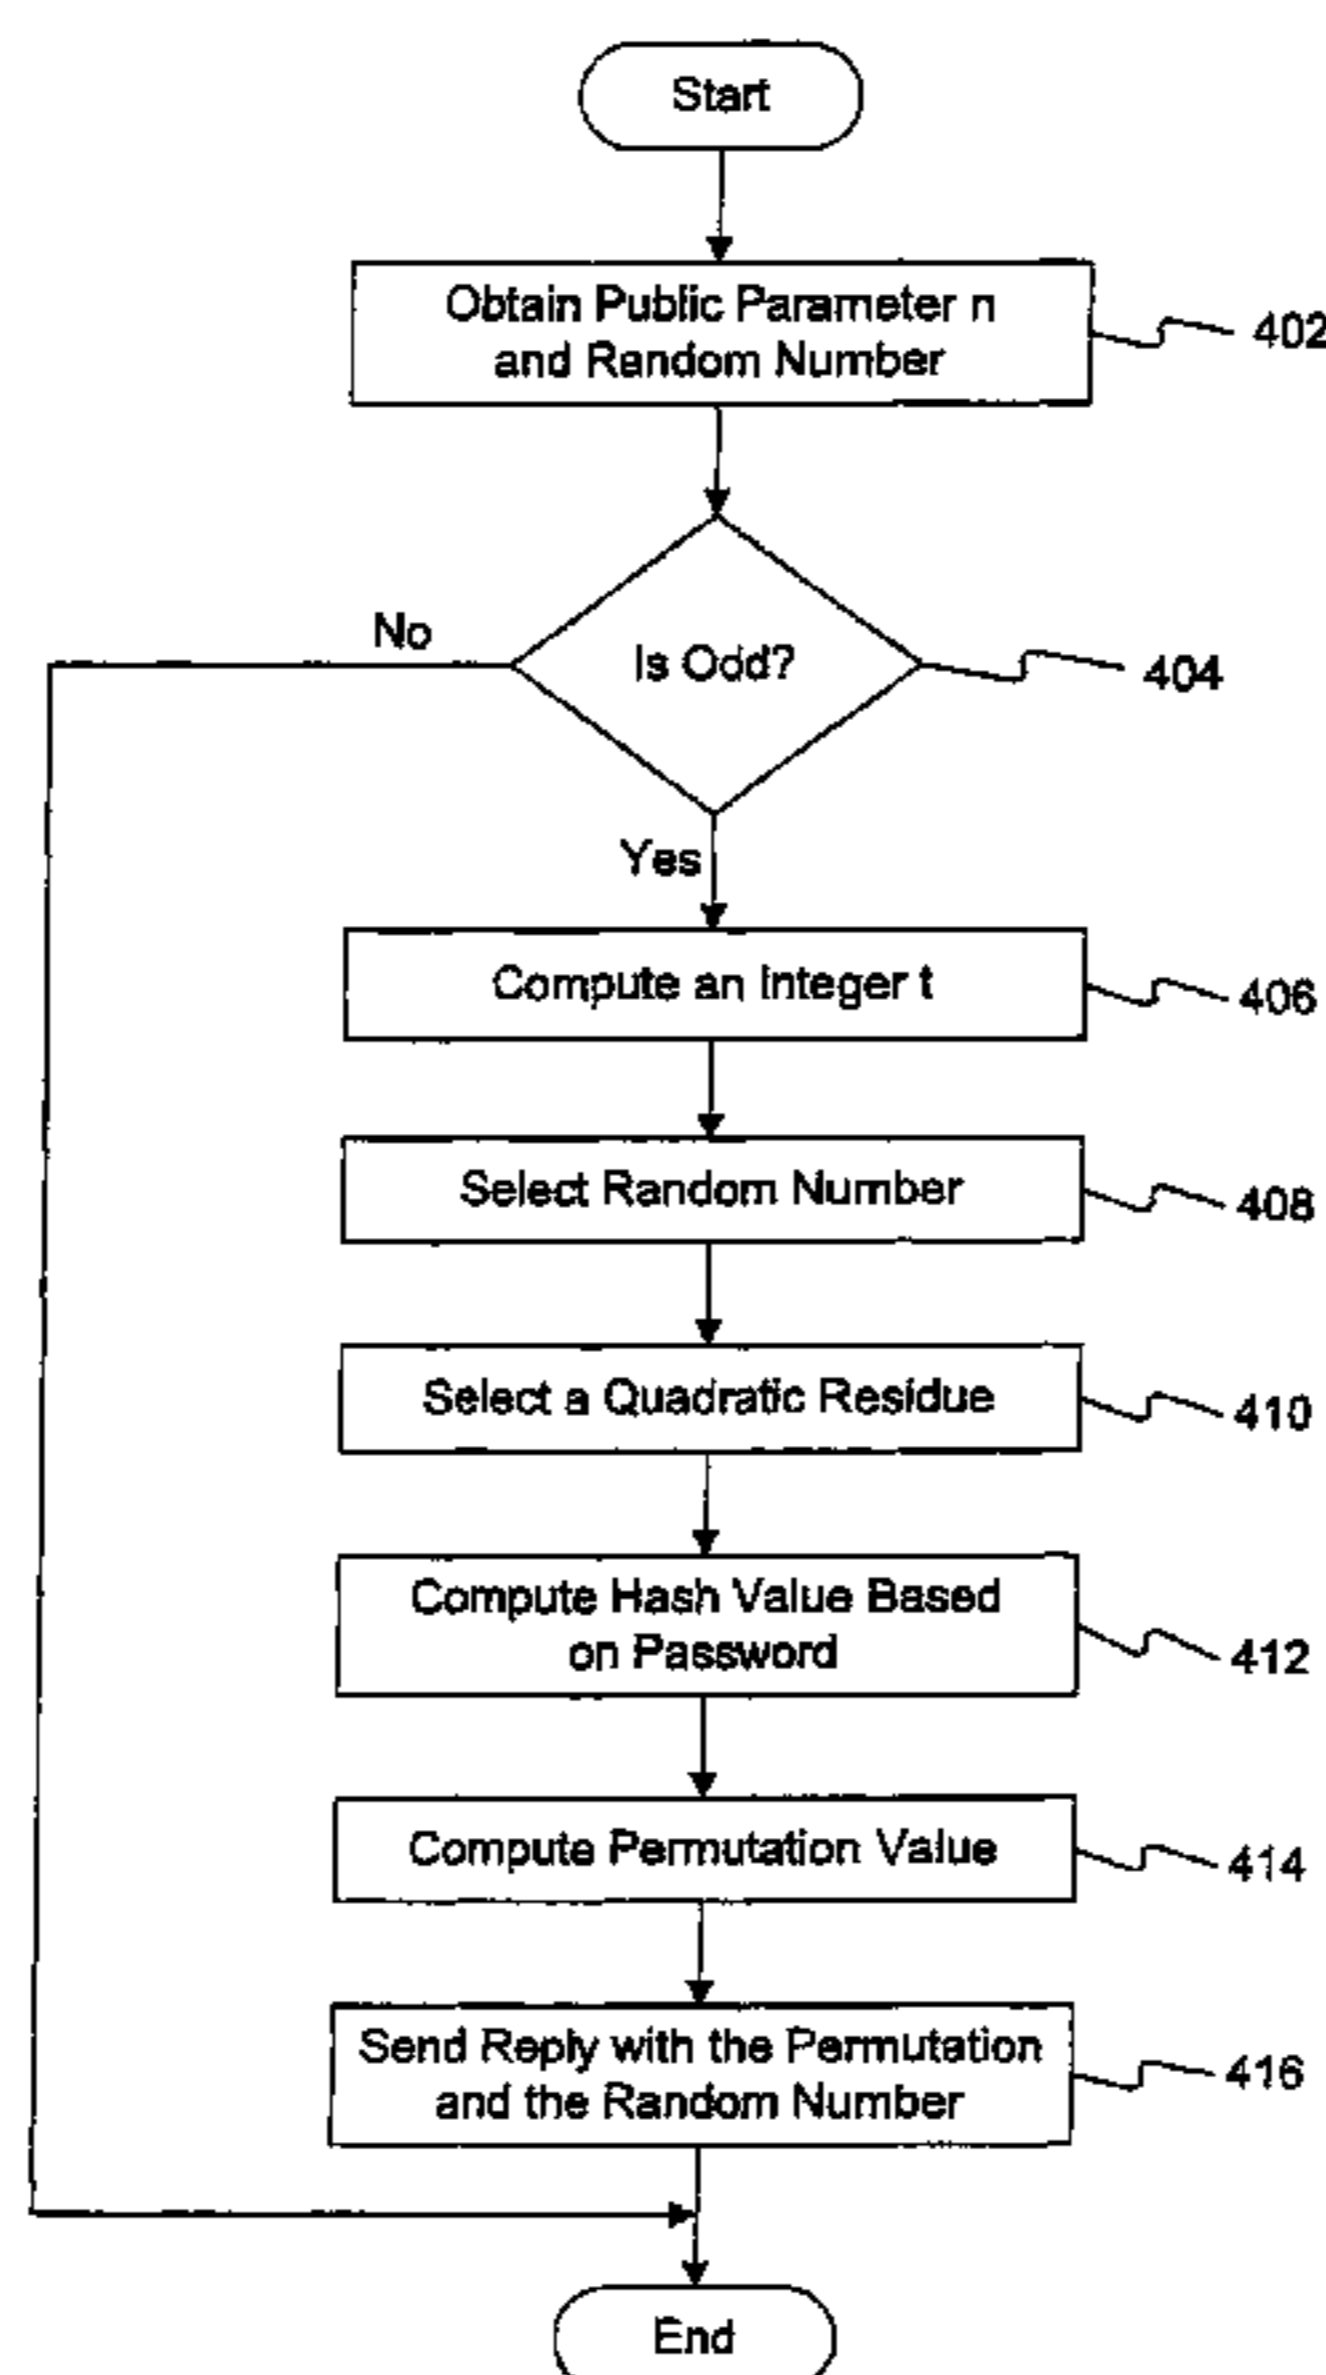 Start
Obtain Public Parameter n
and Random Number
402
No
Is Odd?
404
Yes
Compute an Integer t
406
Select Random Number
408
Select a Quadratic Residue
410
Compute Hash Value Based
on Password
412
Compute Permutation Value
414
Send Reply with the Permutation
and the Random Number
416
End